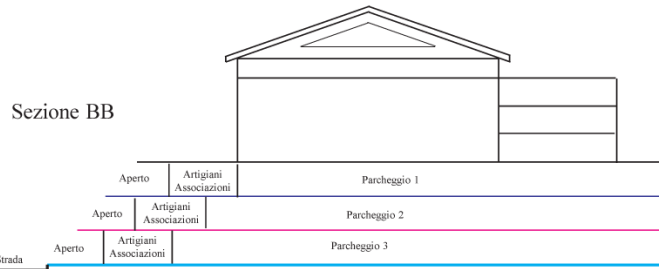 Sezione BB
Aperto
Artigiani
Associazioni
Parcheggio 1
Aperto
Artigiani
Associazioni
Parcheggio 2
Aperto
Artigiani
Associazioni
Parcheggio 3
Strada